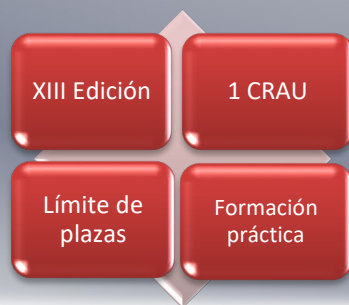 XIII Edición
1 CRAU
Límite de
plazas
Formación
práctica